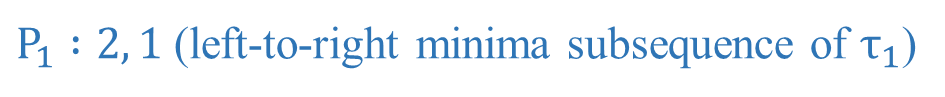 P₁ : 2, 1 (left-to-right minima subsequence of τ₁)